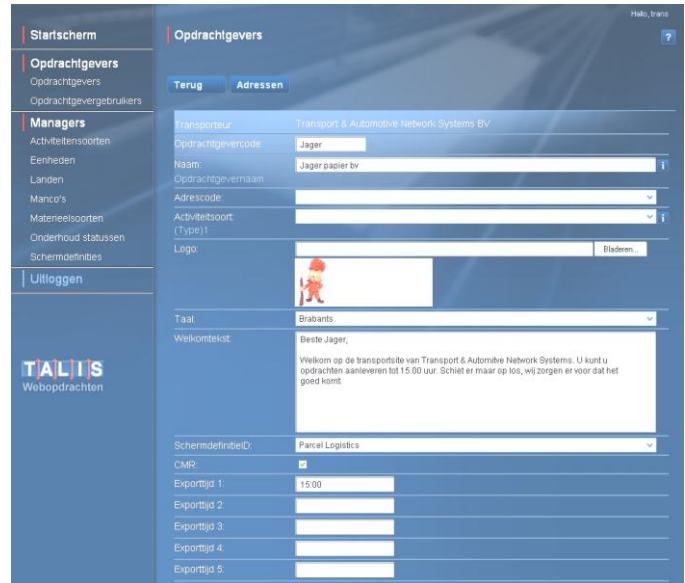 Hallo, trans
Startscherm
Opdrachtgevers
?
Opdrachtgevers
Opdrachtgevers
Opdrachtgevergebruikers
Terug Adressen
Managers
Activiteitensoorten
Eenheden
Landen
Manco's
Materieelsoorten
Onderhoud statussen
Schermdefinities
Uitloggen
TALIS
Webopdrachten
Transporteur: Transport & Automotive Network Systems BV
Opdrachtgevercode: Jager
Naam: Jager papier bv i
Opdrachtgevernaam
Adrescode:
Activiteitsoort: i
(Type)1
Logo: Bladeren...
Taal: Brabants
Welkomtekst: Beste Jager,
Welkom op de transportsite van Transport & Automitve Network Systems. U kunt u
opdrachten aanleveren tot 15.00 uur. Schiet er maar op los, wij zorgen er voor dat het
goed komt.
SchermdefinitieID: Parcel Logistics
CMR:
Exporttijd 1: 15:00
Exporttijd 2:
Exporttijd 3:
Exporttijd 4:
Exporttijd 5: